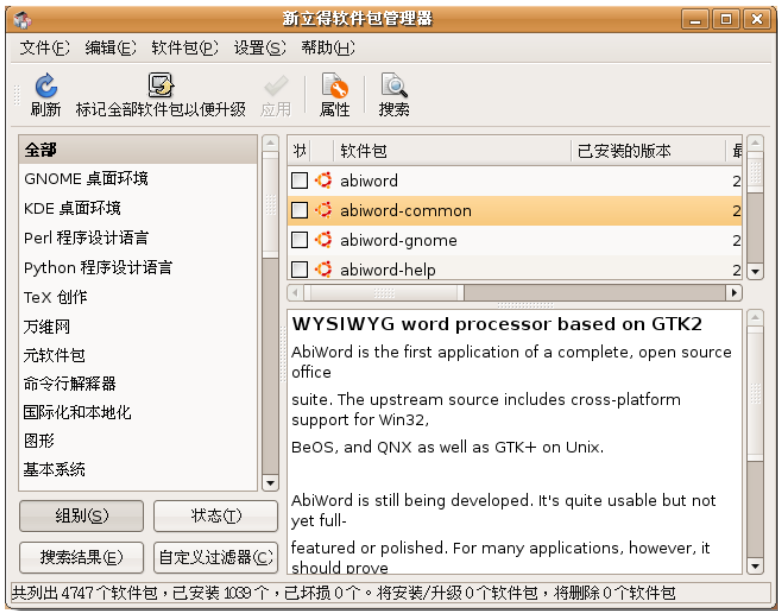 新立得软件包管理器
文件(F) 编辑(E) 软件包(P) 设置(S) 帮助(H)
刷新 标记全部软件包以便升级 应用 属性 搜索
全部
GNOME 桌面环境
KDE 桌面环境
Perl 程序设计语言
Python 程序设计语言
TeX 创作
万维网
元软件包
命令行解释器
国际化和本地化
图形
基本系统
组别(S) 状态(T)
搜索结果(E) 自定义过滤器(C)
软件包 已安装的版本
abiword 2
abiword-common 2
abiword-gnome 2
abiword-help 2
WYSIWYG word processor based on GTK2
AbiWord is the first application of a complete, open source
office
suite. The upstream source includes cross-platform
support for Win32,
BeOS, and QNX as well as GTK+ on Unix.
AbiWord is still being developed. It's quite usable but not
yet full-
featured or polished. For many applications, however, it
should prove
共列出 4747 个软件包，已安装 1039 个，已坏损 0 个。将安装/升级 0 个软件包，将删除 0 个软件包